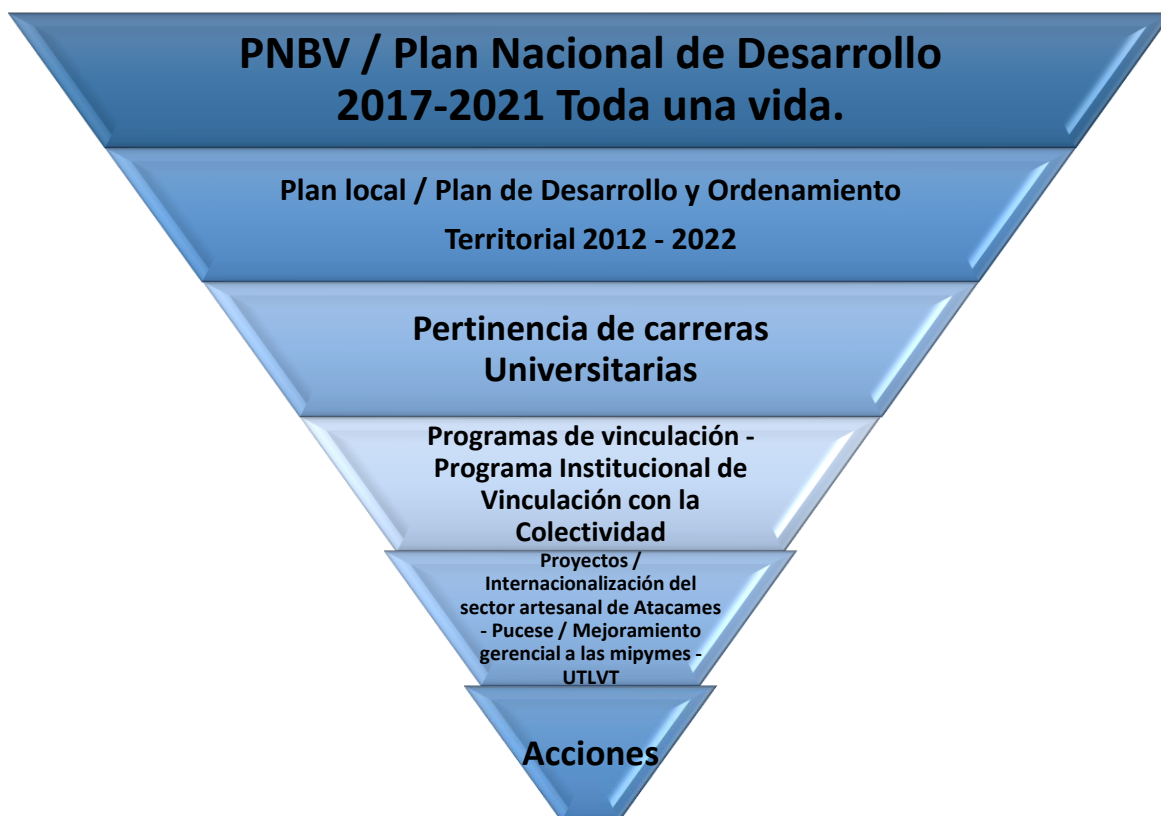 PNBV / Plan Nacional de Desarrollo
2017-2021 Toda una vida.
Plan local / Plan de Desarrollo y Ordenamiento
Territorial 2012 - 2022
Pertinencia de carreras
Universitarias
Programas de vinculación -
Programa Institucional de
Vinculación con la
Colectividad
Proyectos /
Internacionalización del
sector artesanal de Atacames
- Pucese / Mejoramiento
gerencial a las mipymes -
UTLVT
Acciones